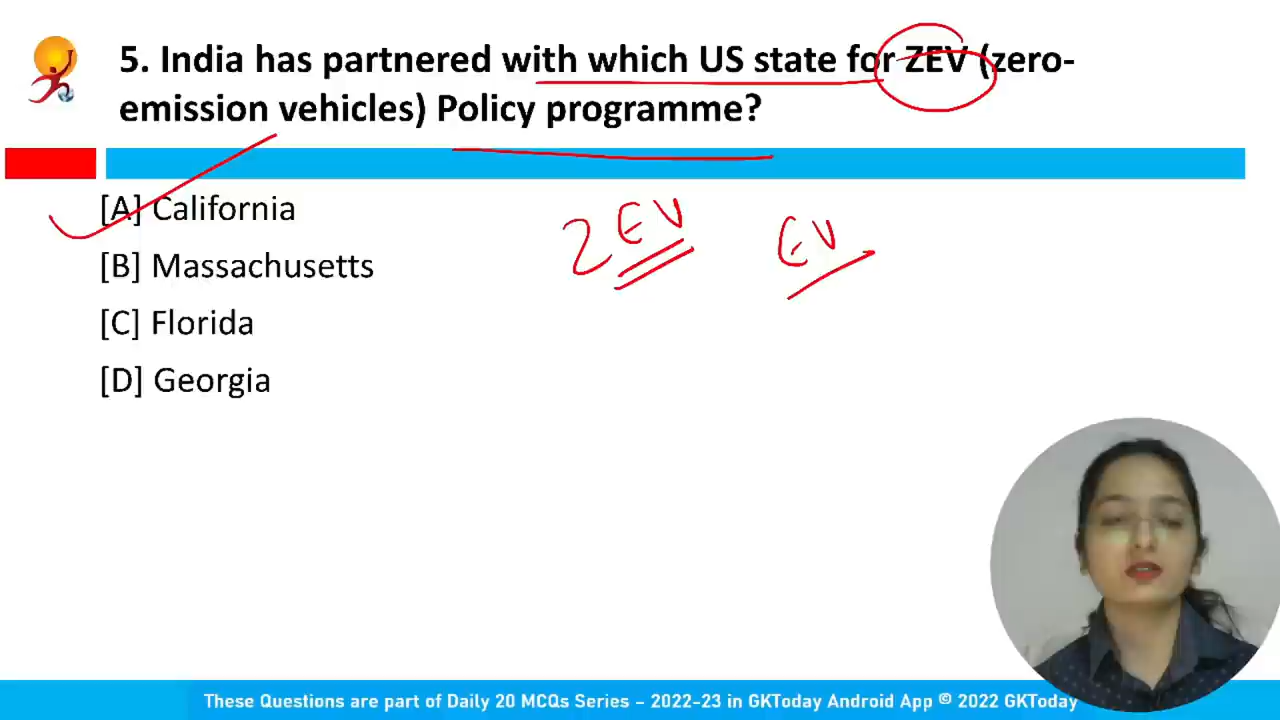 5. India has partnered with which US state for ZEV (zero-
emission vehicles) Policy programme?
[A] California
[B] Massachusetts
[C] Florida
[D] Georgia
ZEV EV
These Questions are part of Daily 20 MCQs Series – 2022-23 in GKToday Android App © 2022 GKToday